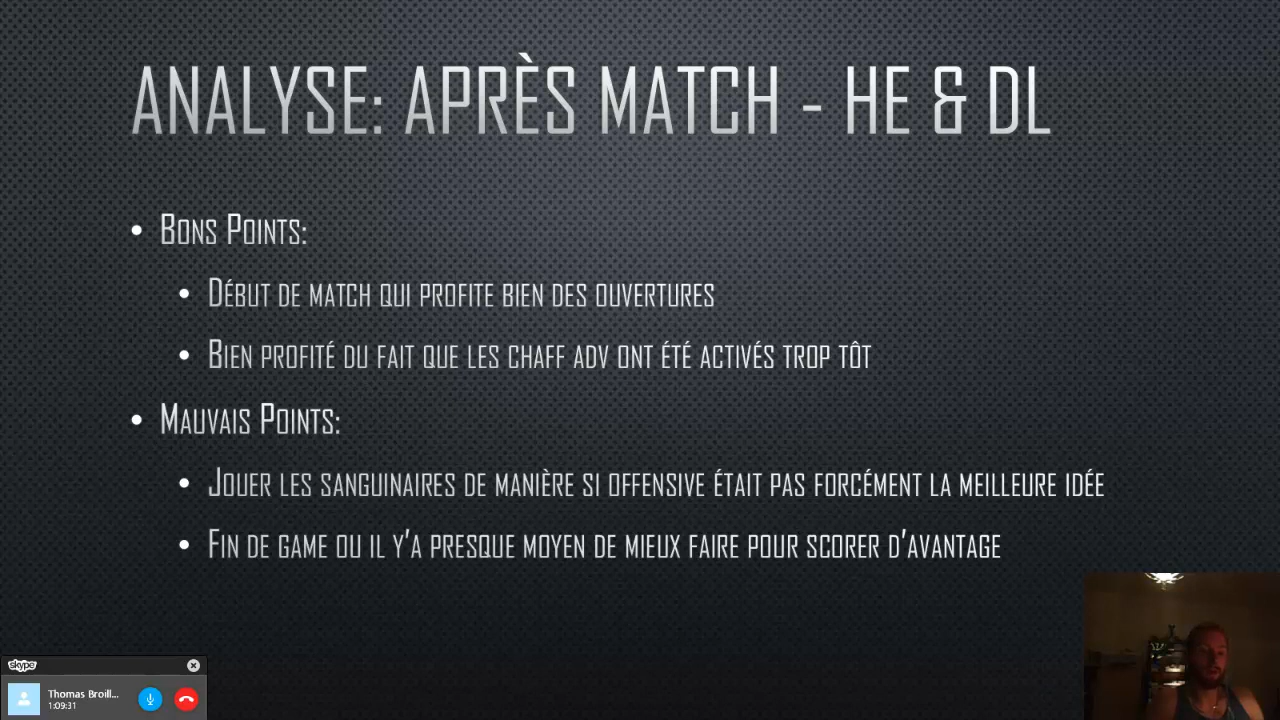 ANALYSE: APRÈS MATCH - HE & DL
• BONS POINTS:
• DÉBUT DE MATCH QUI PROFITE BIEN DES OUVERTURES
• BIEN PROFITÉ DU FAIT QUE LES CHAFF ADV ONT ÉTÉ ACTIVÉS TROP TÔT
• MAUVAIS POINTS:
• JOUER LES SANGUINAIRES DE MANIÈRE SI OFFENSIVE ÉTAIT PAS FORCÉMENT LA MEILLEURE IDÉE
• FIN DE GAME OU IL Y'A PRESQUE MOYEN DE MIEUX FAIRE POUR SCORER D'AVANTAGE
skype
Thomas Broill...
1:09:31